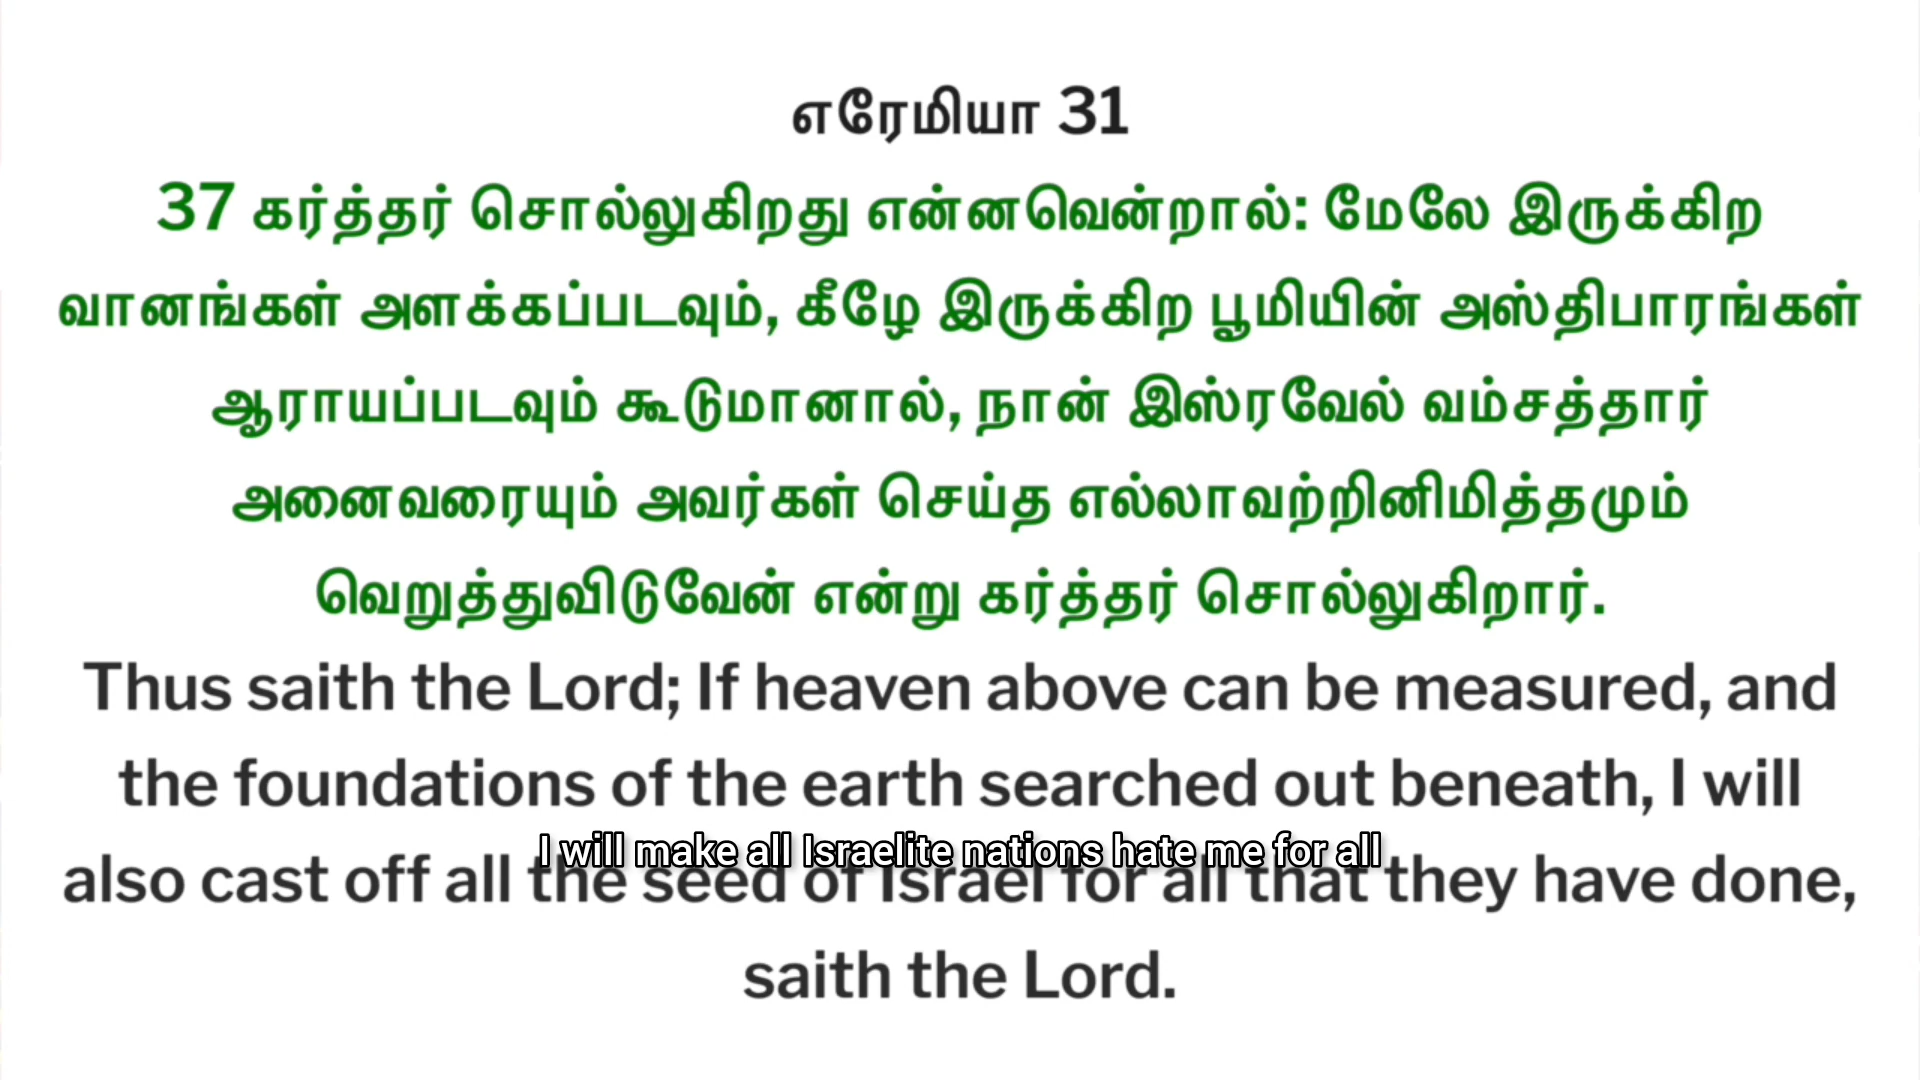 எரேமியா 31
37 கர்த்தர் சொல்லுகிறது என்னவென்றால்: மேலே இருக்கிற
வானங்கள் அளக்கப்படவும், கீழே இருக்கிற பூமியின் அஸ்திபாரங்கள்
ஆராயப்படவும் கூடுமானால், நான் இஸ்ரவேல் வம்சத்தார்
அனைவரையும் அவர்கள் செய்த எல்லாவற்றினிமித்தமும்
வெறுத்துவிடுவேன் என்று கர்த்தர் சொல்லுகிறார்.
Thus saith the Lord; If heaven above can be measured, and
the foundations of the earth searched out beneath, I will
I will make all Israelite nations hate me for all
also cast off all the seed of Israel for all that they have done,
saith the Lord.